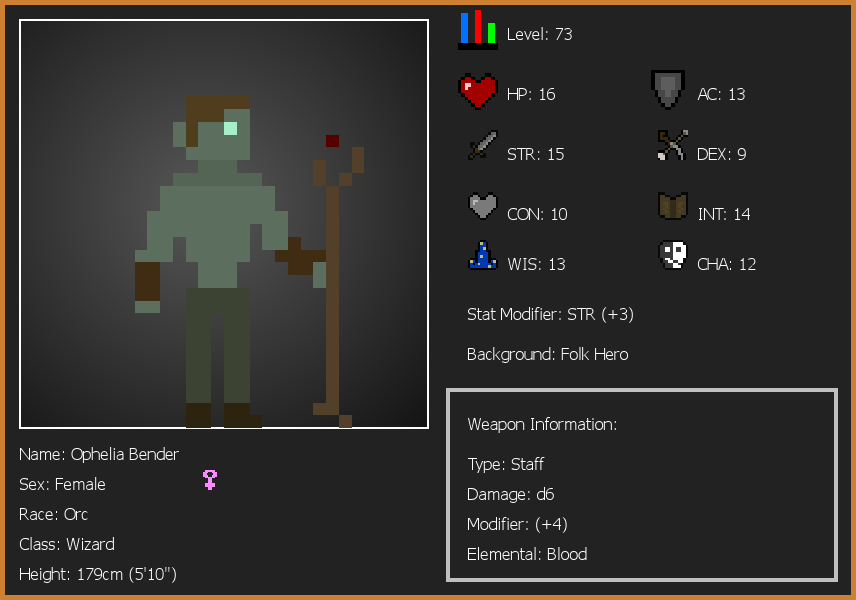 Level: 73
HP: 16
AC: 13
STR: 15
DEX: 9
CON: 10
INT: 14
WIS: 13
CHA: 12
Stat Modifier: STR (+3)
Background: Folk Hero
Weapon Information:
Type: Staff
Damage: d6
Modifier: (+4)
Elemental: Blood
Name: Ophelia Bender
Sex: Female
Race: Orc
Class: Wizard
Height: 179cm (5'10")